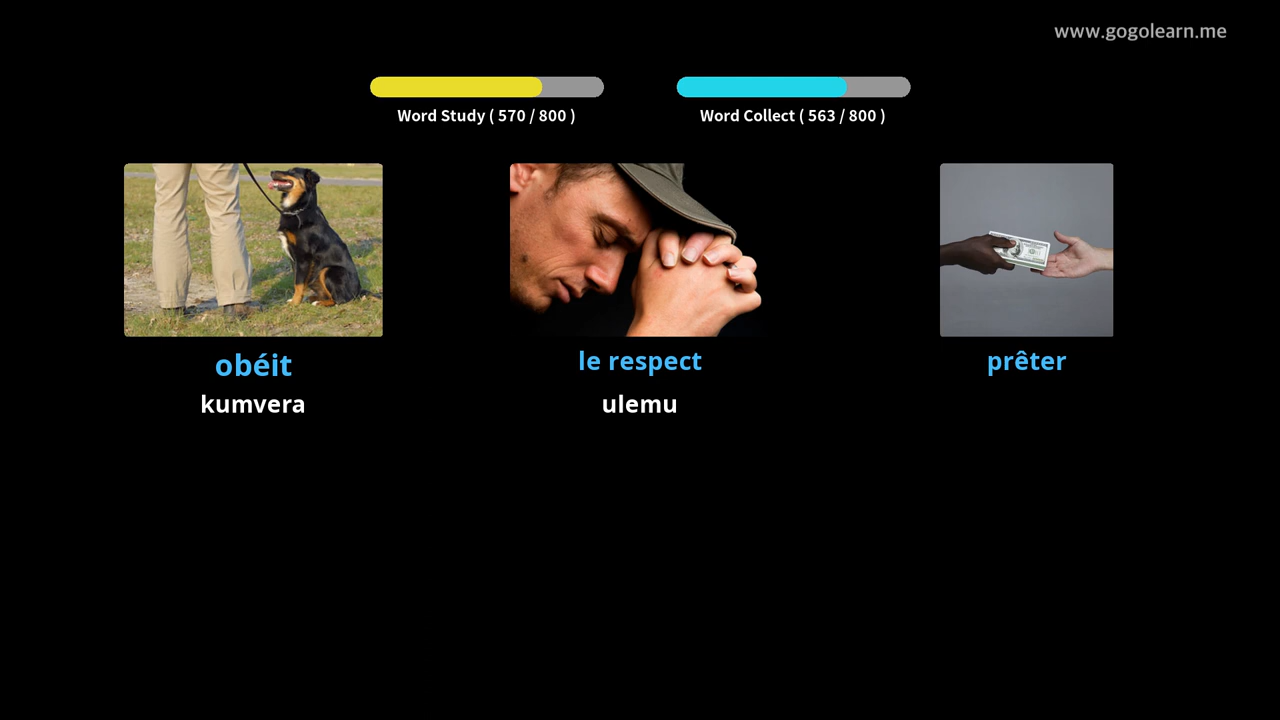 www.gogolearn.me
Word Study ( 570 / 800 )
Word Collect ( 563 / 800 )
obéit
kumvera
le respect
ulemu
prêter